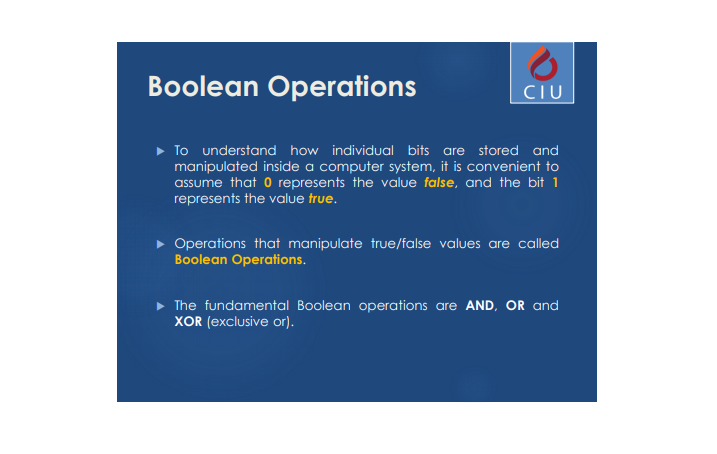 Boolean Operations
CIU
To understand how individual bits are stored and
manipulated inside a computer system, it is convenient to
assume that 0 represents the value false, and the bit 1
represents the value true.
Operations that manipulate true/false values are called
Boolean Operations.
The fundamental Boolean operations are AND, OR and
XOR (exclusive or).